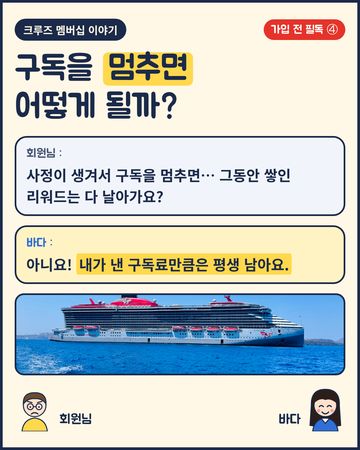 크루즈 멤버십 이야기
가입 전 필독 ④
구독을 멈추면
어떻게 될까?
회원님 :
사정이 생겨서 구독을 멈추면… 그동안 쌓인
리워드는 다 날아가요?
바다 :
아니요! 내가 낸 구독료만큼은 평생 남아요.
회원님
바다